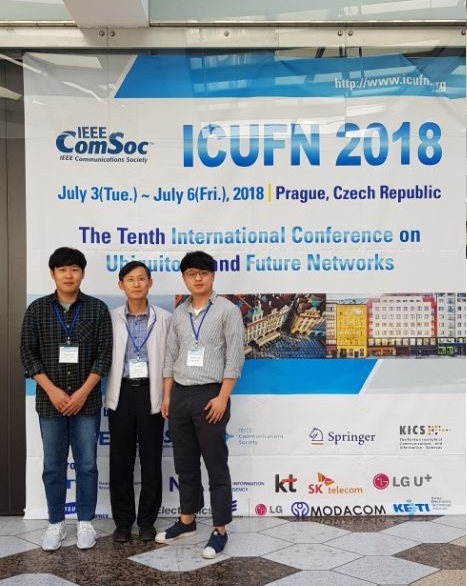 http://www.icufn.org
IEEE
ComSoc
IEEE Communications Society
ICUFN 2018
July 3(Tue.) ~ July 6(Fri.), 2018 | Prague, Czech Republic
The Tenth International Conference on
and Future Networks
Springer
KICS
kt
SK
telecom
LG U+
LG
MODACOM
KETI